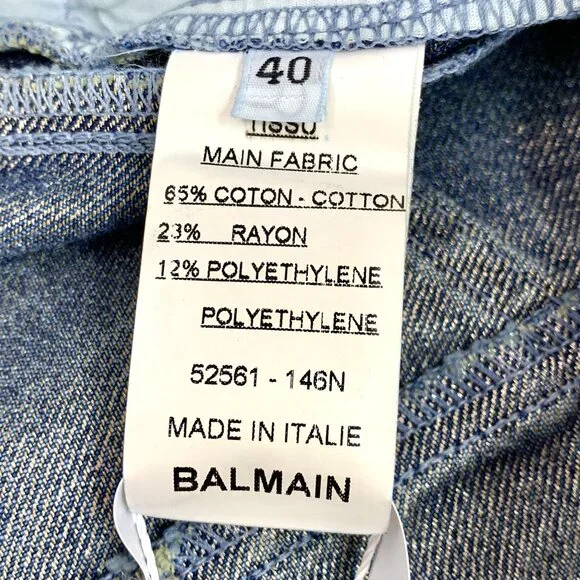 40
TISSU
MAIN FABRIC
65% COTON - COTTON
23% RAYON
12% POLYETHYLENE
POLYETHYLENE
52561 - 146N
MADE IN ITALIE
BALMAIN